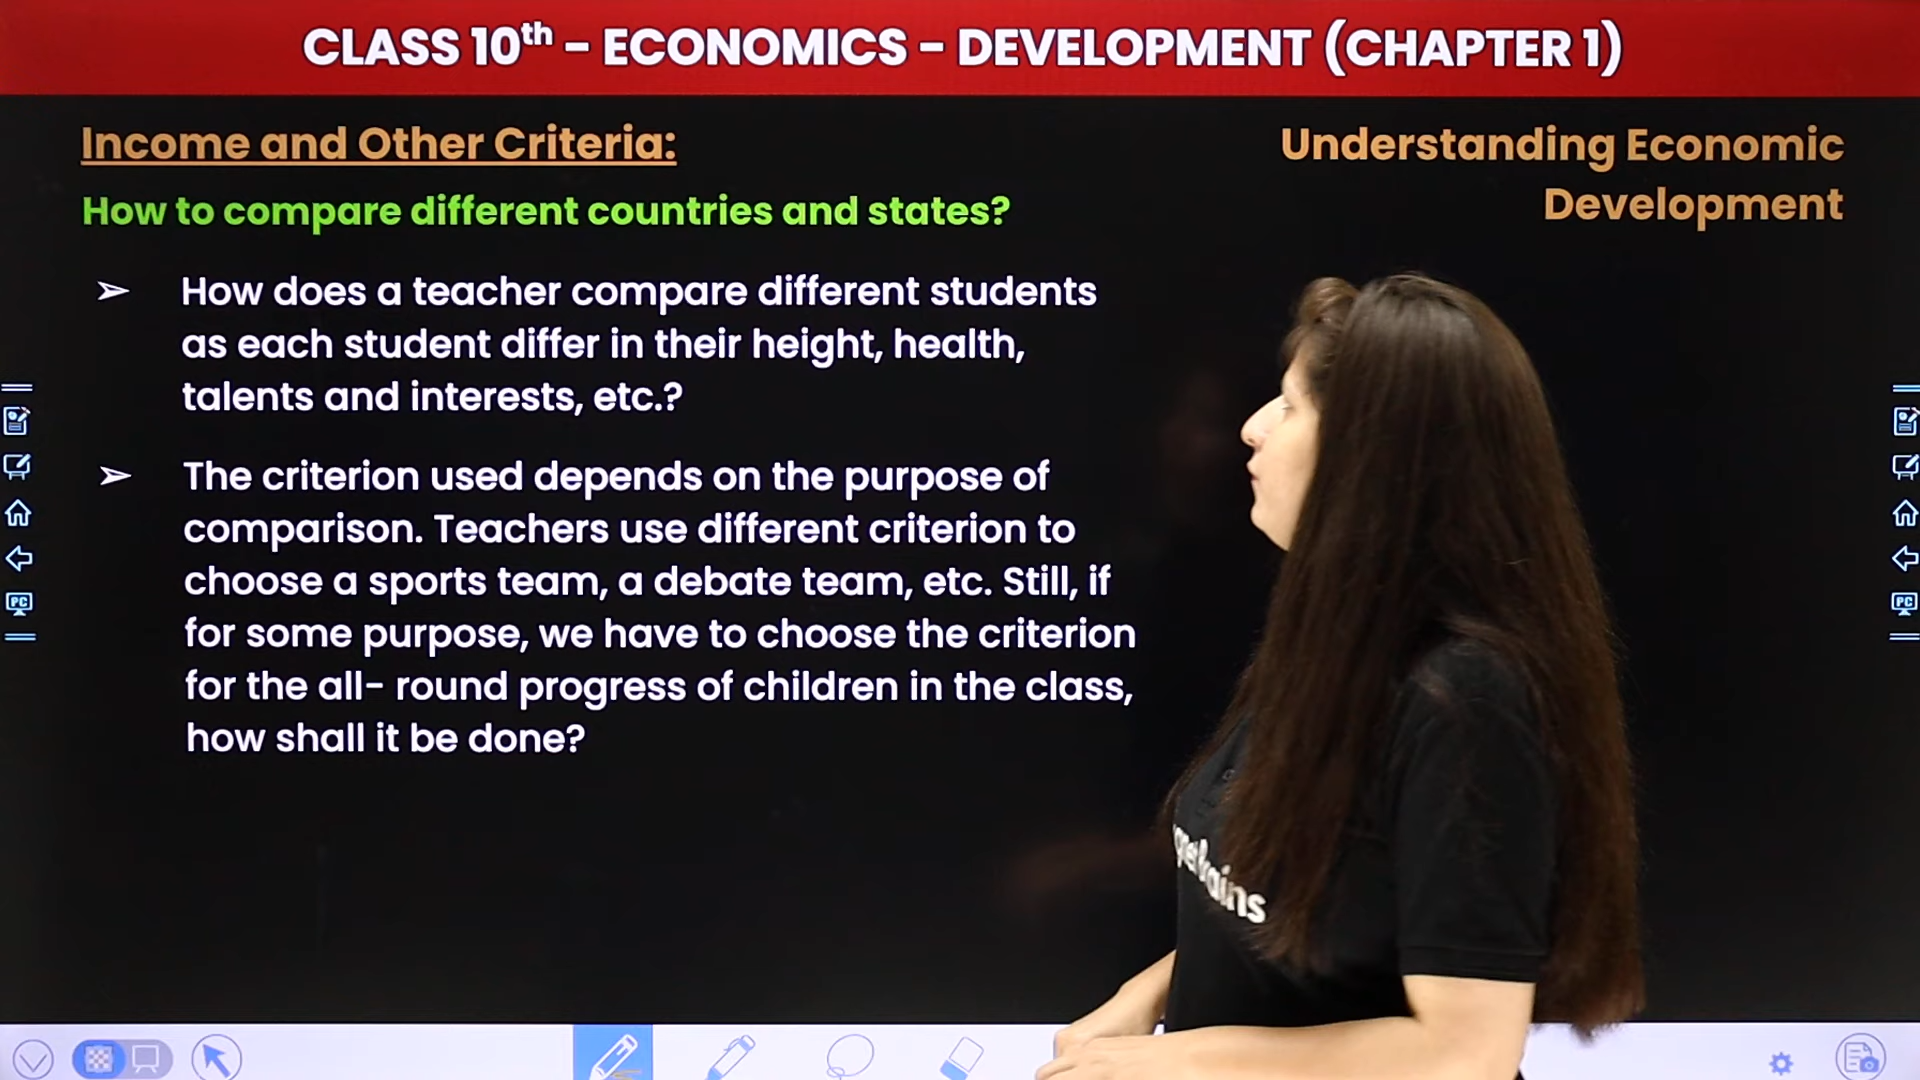 CLASS 10th – ECONOMICS – DEVELOPMENT (CHAPTER 1)
Income and Other Criteria:
Understanding Economic
Development
How to compare different countries and states?
➢ How does a teacher compare different students
as each student differ in their height, health,
talents and interests, etc.?
➢ The criterion used depends on the purpose of
comparison. Teachers use different criterion to
choose a sports team, a debate team, etc. Still, if
for some purpose, we have to choose the criterion
for the all- round progress of children in the class,
how shall it be done?
PC
PC